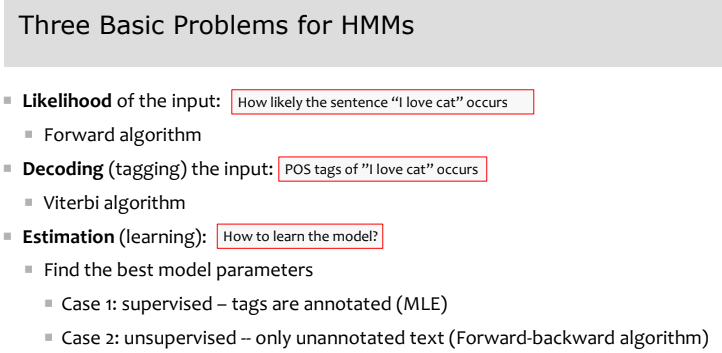 Three Basic Problems for HMMs
Likelihood of the input: How likely the sentence “I love cat” occurs
Forward algorithm
Decoding (tagging) the input: POS tags of ”I love cat” occurs
Viterbi algorithm
Estimation (learning): How to learn the model?
Find the best model parameters
Case 1: supervised – tags are annotated (MLE)
Case 2: unsupervised -- only unannotated text (Forward-backward algorithm)